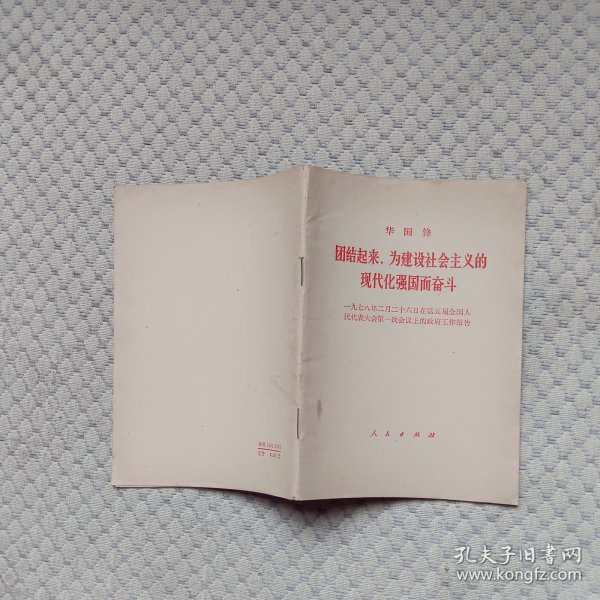 华国锋
团结起来，为建设社会主义的
现代化强国而奋斗
一九七八年二月二十六日在第五届全国人
民代表大会第一次会议上的政府工作报告
人民出版社
孔夫子旧书网
www.kongfz.com